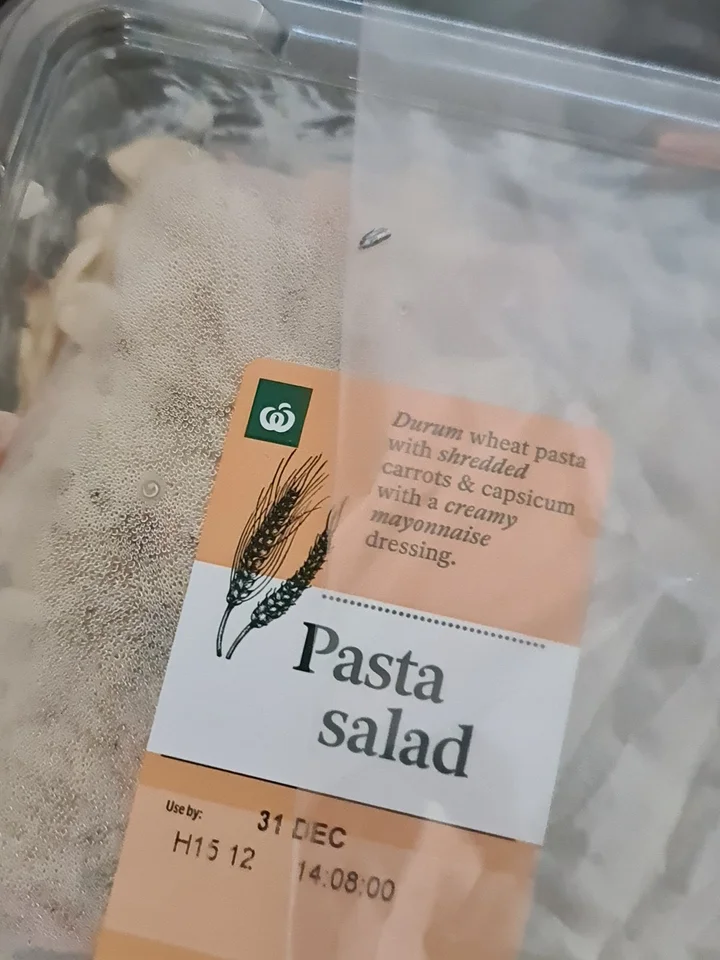 Durum wheat pasta
with shredded
carrots & capsicum
with a creamy
mayonnaise
dressing.
Pasta
salad
Use by:
31 DEC
H15 12 14:08:00